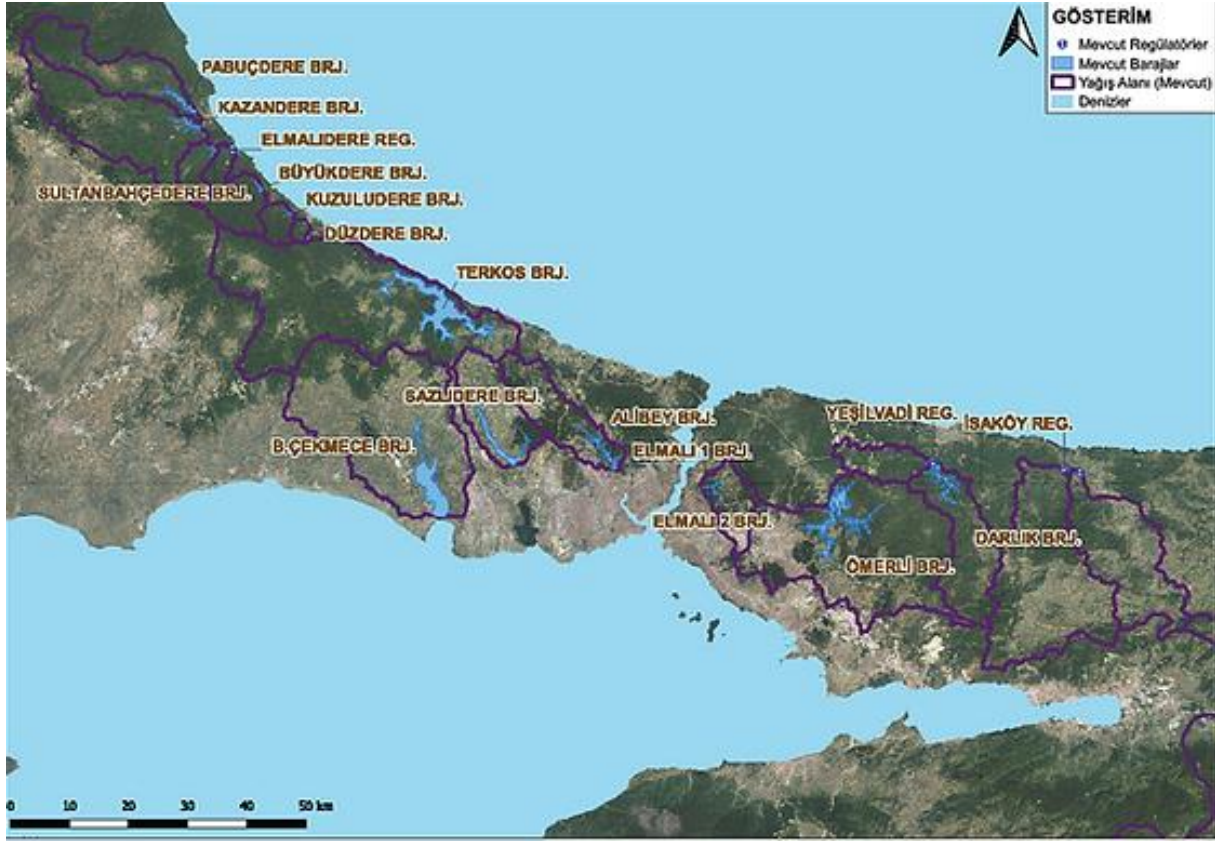 GÖSTERİM
Mevcut Regülatörler
Mevcut Barajlar
Yağış Alanı (Mevcut)
Denizler
PABUÇDERE BRJ.
KAZANDERE BRJ.
ELMALIDERE REG.
BÜYÜKDERE BRJ.
SULTANBAHÇEDERE BRJ.
KUZULUDERE BRJ.
DÜZDERE BRJ.
TERKOS BRJ.
SAZLIDERE BRJ.
ALİBEY BRJ.
YEŞİLVADİ REG.
İSAKÖY REG.
B.ÇEKMECE BRJ.
ELMALI 1 BRJ.
ELMALI 2 BRJ.
DARLIK BRJ.
ÖMERLİ BRJ.
0 10 20 30 40 50 km